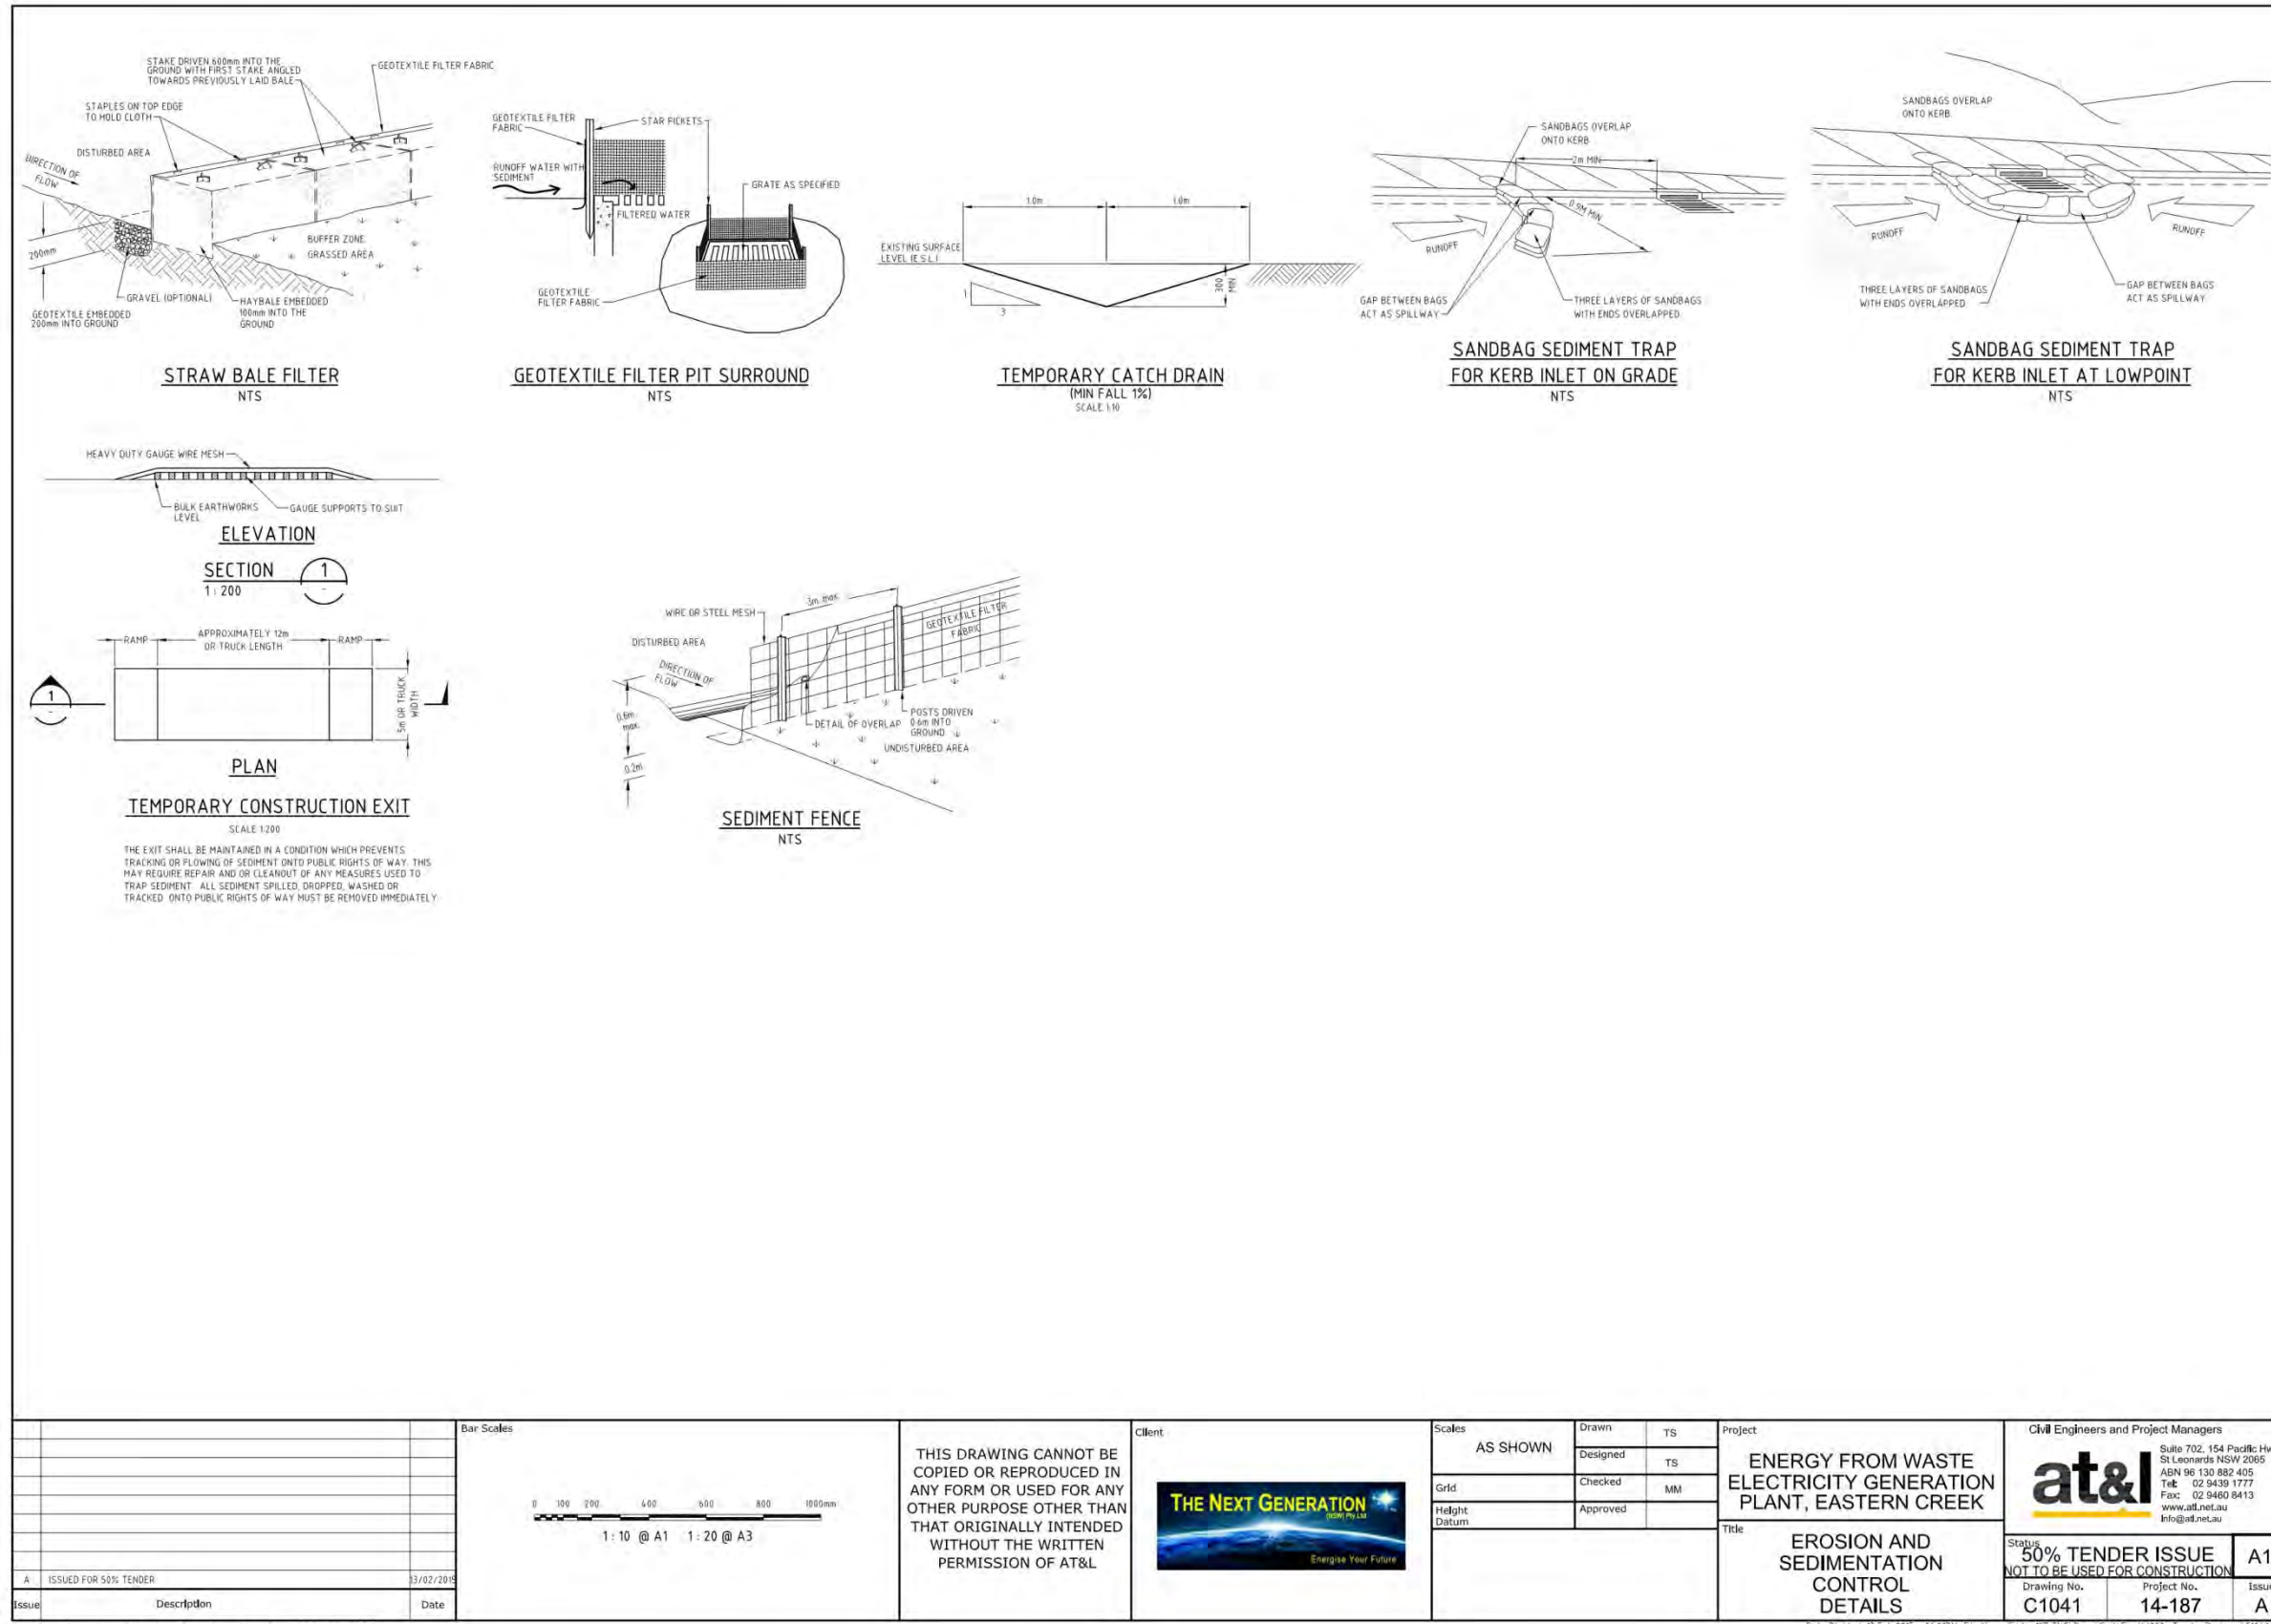 STAKE DRIVEN 600mm INTO THE
GROUND WITH FIRST STAKE ANGLED
TOWARDS PREVIOUSLY LAID BALE
GEOTEXTILE FILTER FABRIC
STAPLES ON TOP EDGE
TO HOLD CLOTH
DISTURBED AREA
DIRECTION OF
FLOW
200mm
BUFFER ZONE
GRASSED AREA
GRAVEL (OPTIONAL)
GEOTEXTILE EMBEDDED
200mm INTO GROUND
HAYBALE EMBEDDED
100mm INTO THE
GROUND
STRAW BALE FILTER
NTS
GEOTEXTILE FILTER
FABRIC
STAR PICKETS
RUNOFF WATER WITH
SEDIMENT
GRATE AS SPECIFIED
FILTERED WATER
GEOTEXTILE
FILTER FABRIC
GEOTEXTILE FILTER PIT SURROUND
NTS
1.0m
1.0m
EXISTING SURFACE
LEVEL (E.S.L.)
300
MIN
1
3
TEMPORARY CATCH DRAIN
(MIN FALL 1%)
SCALE 1:10
SANDBAGS OVERLAP
ONTO KERB
2m MIN
0.9M MIN
RUNOFF
GAP BETWEEN BAGS
ACT AS SPILLWAY
THREE LAYERS OF SANDBAGS
WITH ENDS OVERLAPPED
SANDBAG SEDIMENT TRAP
FOR KERB INLET ON GRADE
NTS
SANDBAGS OVERLAP
ONTO KERB
RUNOFF
RUNOFF
THREE LAYERS OF SANDBAGS
WITH ENDS OVERLAPPED
GAP BETWEEN BAGS
ACT AS SPILLWAY
SANDBAG SEDIMENT TRAP
FOR KERB INLET AT LOWPOINT
NTS
HEAVY DUTY GAUGE WIRE MESH
BULK EARTHWORKS
LEVEL
GAUGE SUPPORTS TO SUIT
ELEVATION
SECTION
1
-
1 : 200
RAMP
APPROXIMATELY 12m
OR TRUCK LENGTH
RAMP
1
-
5m OR TRUCK
WIDTH
PLAN
TEMPORARY CONSTRUCTION EXIT
SCALE 1:200
THE EXIT SHALL BE MAINTAINED IN A CONDITION WHICH PREVENTS
TRACKING OR FLOWING OF SEDIMENT ONTO PUBLIC RIGHTS OF WAY. THIS
MAY REQUIRE REPAIR AND OR CLEANOUT OF ANY MEASURES USED TO
TRAP SEDIMENT. ALL SEDIMENT SPILLED, DROPPED, WASHED OR
TRACKED ONTO PUBLIC RIGHTS OF WAY MUST BE REMOVED IMMEDIATELY
WIRE OR STEEL MESH
3m max.
GEOTEXTILE FILTER
FABRIC
DISTURBED AREA
DIRECTION OF
FLOW
0.6m
max.
0.2m
DETAIL OF OVERLAP
POSTS DRIVEN
0.6m INTO
GROUND
UNDISTURBED AREA
SEDIMENT FENCE
NTS
A ISSUED FOR 50% TENDER 13/02/2015
Issue Description Date
Bar Scales
0 100 200 400 600 800 1000mm
1 : 10 @ A1 1 : 20 @ A3
THIS DRAWING CANNOT BE
COPIED OR REPRODUCED IN
ANY FORM OR USED FOR ANY
OTHER PURPOSE OTHER THAN
THAT ORIGINALLY INTENDED
WITHOUT THE WRITTEN
PERMISSION OF AT&L
Client
THE NEXT GENERATION
(NSW) Pty Ltd
Energise Your Future
Scales
AS SHOWN
Grid
Height
Datum
Drawn TS
Designed TS
Checked MM
Approved
Project
ENERGY FROM WASTE
ELECTRICITY GENERATION
PLANT, EASTERN CREEK
Title
EROSION AND
SEDIMENTATION
CONTROL
DETAILS
Civil Engineers and Project Managers
at&l
Suite 702, 154 Pacific Hw
St Leonards NSW 2065
ABN 96 130 882 405
Tel: 02 9439 1777
Fax: 02 9460 8413
www.atl.net.au
info@atl.net.au
Status
50% TENDER ISSUE
NOT TO BE USED FOR CONSTRUCTION
A1
Drawing No. Project No. Issue
C1041 14-187 A